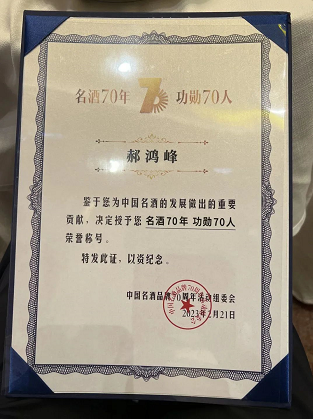 名酒70年 70 功勋70人
郝鸿峰
鉴于您为中国名酒的发展做出的重要
贡献，决定授于您 名酒70年 功勋70人
荣誉称号。
特发此证，以资纪念。
中国名酒品牌70周年活动组委会
2023年2月21日